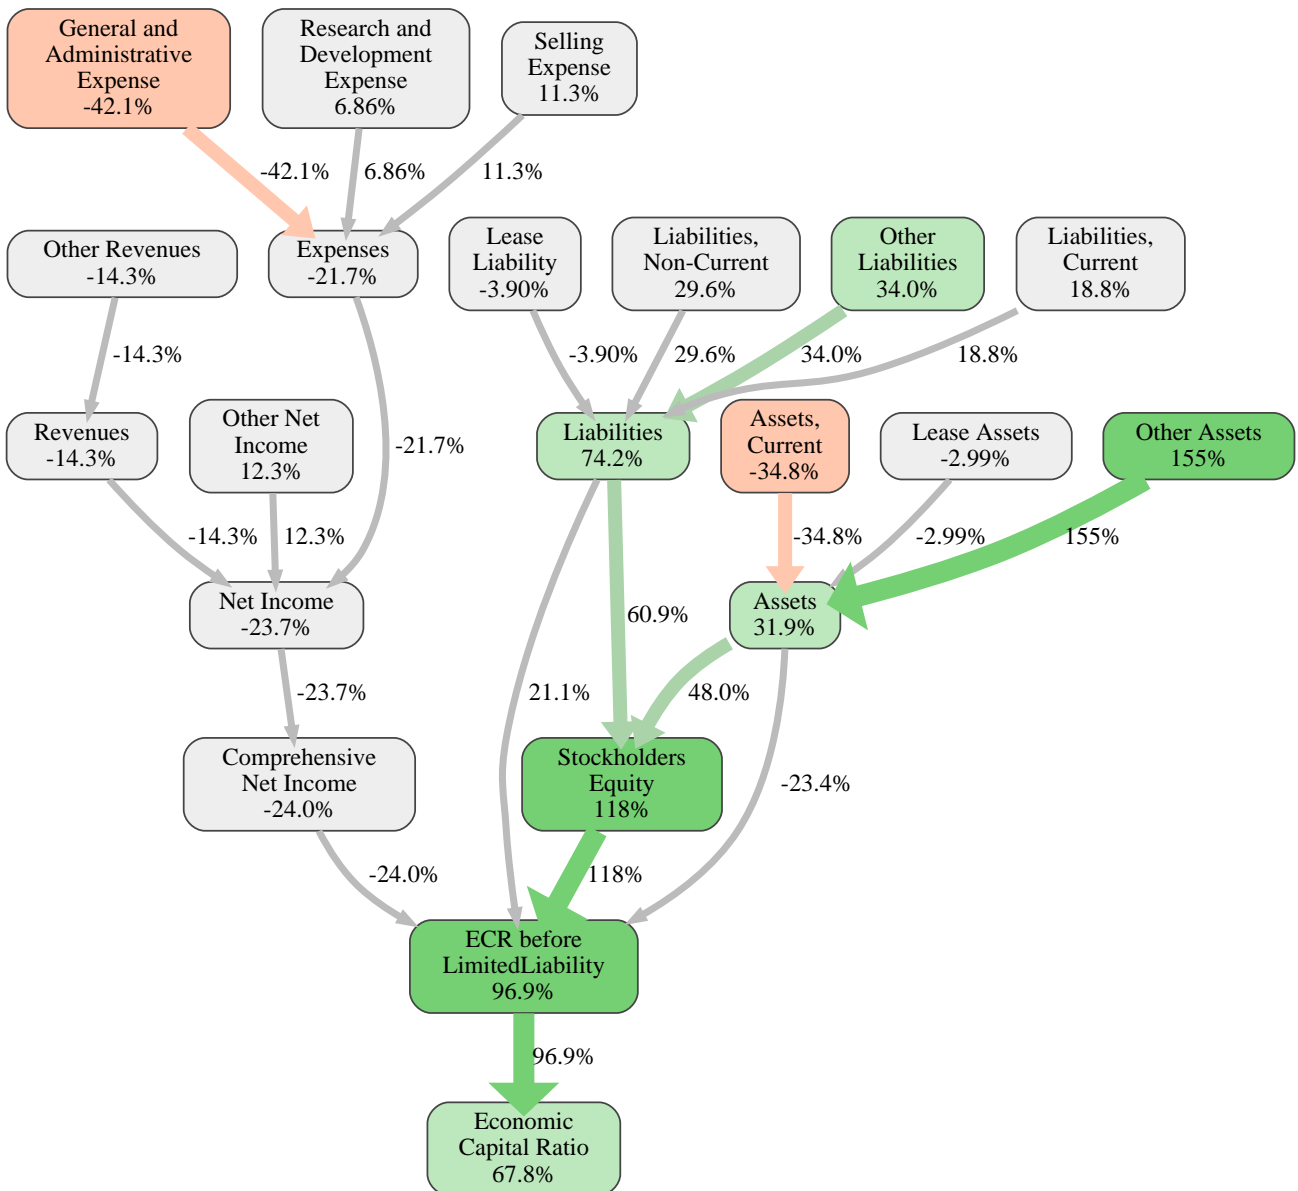 General and
Administrative
Expense
-42.1%
Research and
Development
Expense
6.86%
Selling
Expense
11.3%
-42.1%
6.86%
11.3%
Other Revenues
-14.3%
Expenses
-21.7%
Lease
Liability
-3.90%
Liabilities,
Non-Current
29.6%
Other
Liabilities
34.0%
Liabilities,
Current
18.8%
-14.3%
-3.90%
29.6%
34.0%
18.8%
Revenues
-14.3%
Other Net
Income
12.3%
-21.7%
Liabilities
74.2%
Assets,
Current
-34.8%
Lease Assets
-2.99%
Other Assets
155%
-14.3%
12.3%
-34.8%
-2.99%
155%
Net Income
-23.7%
60.9%
Assets
31.9%
-23.7%
21.1%
48.0%
Comprehensive
Net Income
-24.0%
Stockholders
Equity
118%
-23.4%
-24.0%
118%
ECR before
LimitedLiability
96.9%
96.9%
Economic
Capital Ratio
67.8%